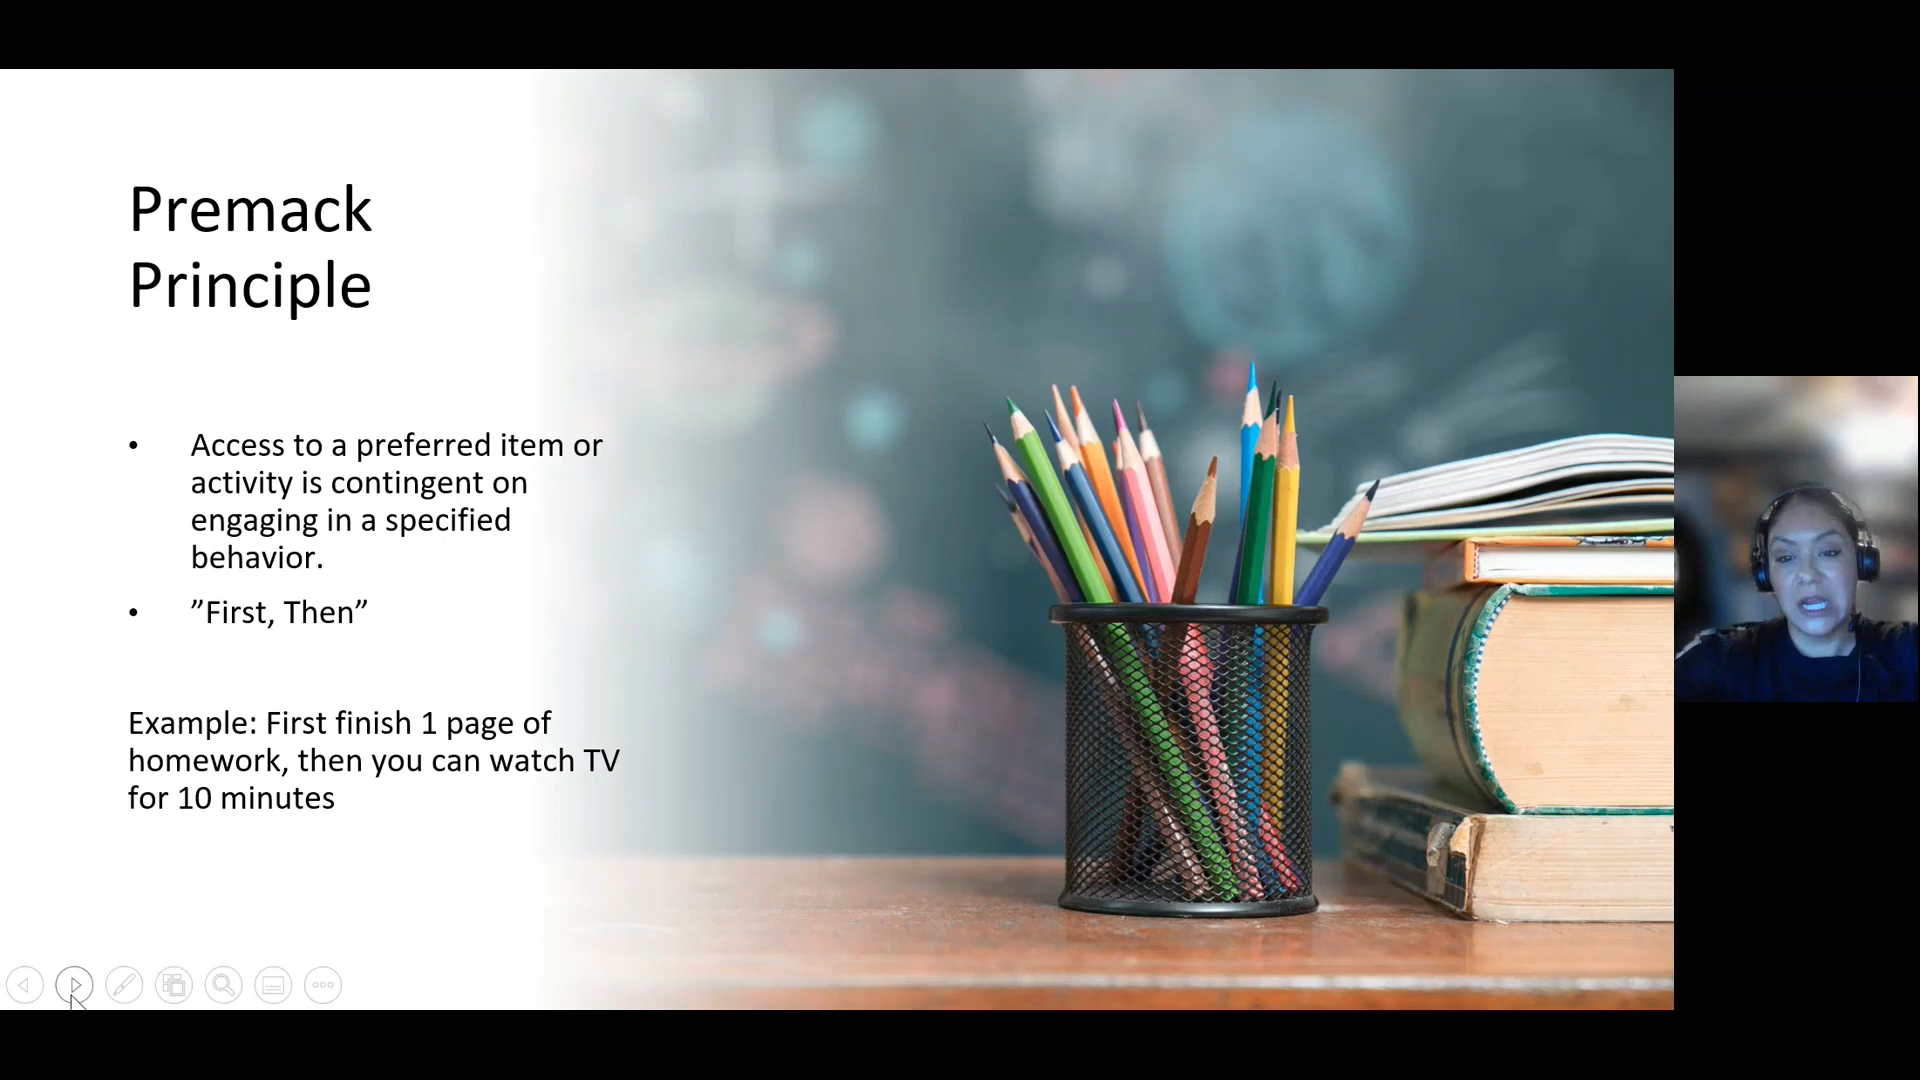 Premack
Principle
• Access to a preferred item or
activity is contingent on
engaging in a specified
behavior.
• ”First, Then”
Example: First finish 1 page of
homework, then you can watch TV
for 10 minutes